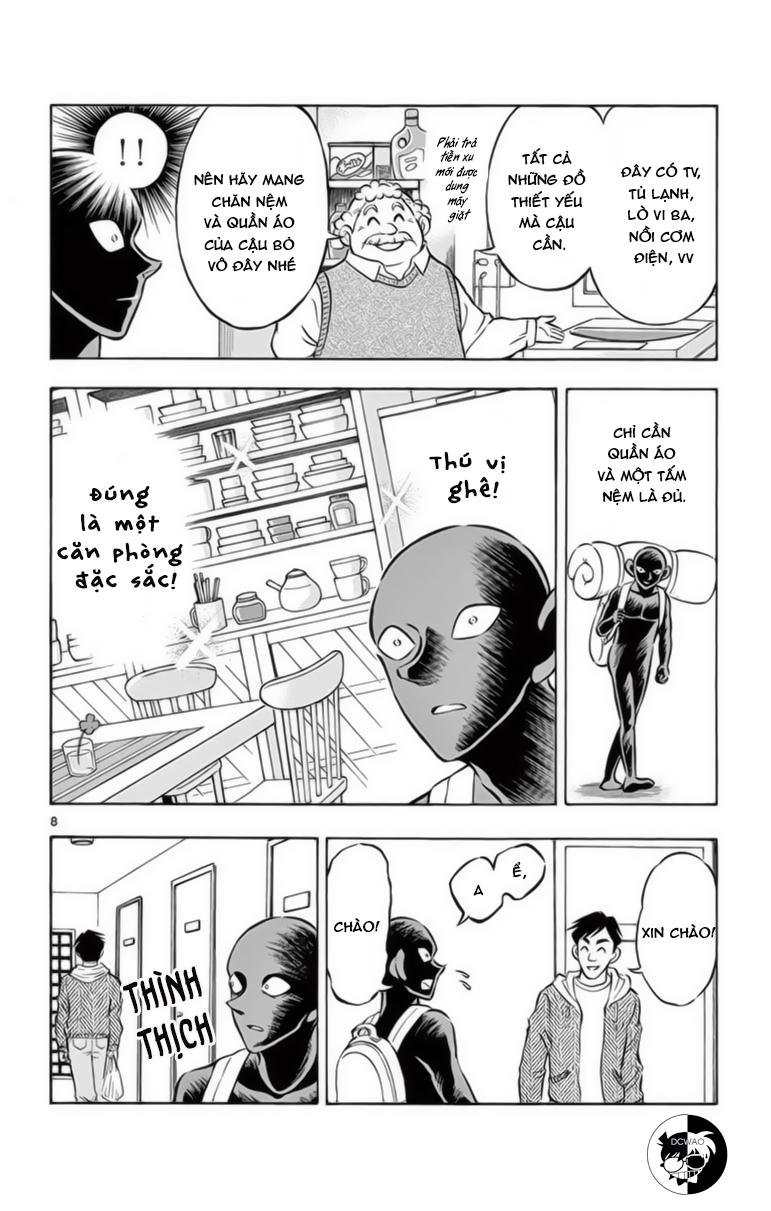 ĐÂY CÓ TV,
TỦ LẠNH,
LÒ VI BA,
NỒI CƠM
ĐIỆN, VV
TẤT CẢ
NHỮNG ĐỒ
THIẾT YẾU
MÀ CẬU
CẦN.
Phải trả
tiền xu
mới được
dung
máy
giặt
NÊN HÃY MANG
CHĂN NỆM
VÀ QUẦN ÁO
CỦA CẬU BỎ
VÔ ĐÂY NHÉ
!!
CHỈ CẦN
QUẦN ÁO
VÀ MỘT TẤM
NỆM LÀ ĐỦ.
Thú vị
ghê!
Đúng
là một
căn phòng
đặc sắc!
8
XIN CHÀO!
Ể,
A
CHÀO!
THÌNH
THỊCH
DCWAO